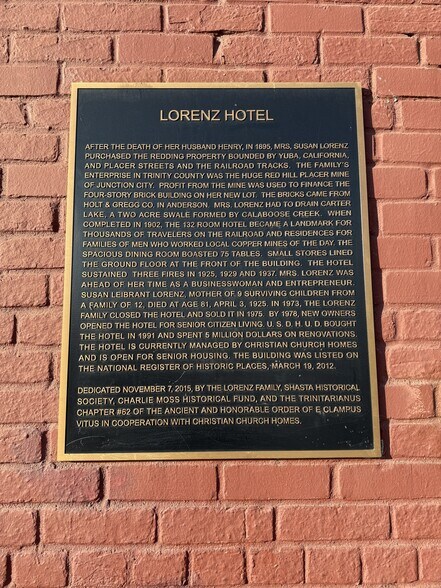 LORENZ HOTEL
AFTER THE DEATH OF HER HUSBAND HENRY, IN 1895, MRS. SUSAN LORENZ
PURCHASED THE REDDING PROPERTY BOUNDED BY YUBA, CALIFORNIA,
AND PLACER STREETS AND THE RAILROAD TRACKS. THE FAMILY'S
ENTERPRISE IN TRINITY COUNTY WAS THE HUGE RED HILL PLACER MINE
OF JUNCTION CITY. PROFIT FROM THE MINE WAS USED TO FINANCE THE
FOUR-STORY BRICK BUILDING ON HER NEW LOT. THE BRICKS CAME FROM
HOLT & GREGG CO. IN ANDERSON. MRS. LORENZ HAD TO DRAIN CARTER
LAKE, A TWO ACRE SWALE FORMED BY CALABOOSE CREEK. WHEN
COMPLETED IN 1902, THE 132 ROOM HOTEL BECAME A LANDMARK FOR
THOUSANDS OF TRAVELERS ON THE RAILROAD AND RESIDENCES FOR
FAMILIES OF MEN WHO WORKED LOCAL COPPER MINES OF THE DAY. THE
SPACIOUS DINING ROOM BOASTED 75 TABLES. SMALL STORES LINED
THE GROUND FLOOR AT THE FRONT OF THE BUILDING. THE HOTEL
SUSTAINED THREE FIRES IN 1925, 1929 AND 1937. MRS. LORENZ WAS
AHEAD OF HER TIME AS A BUSINESSWOMAN AND ENTREPRENEUR.
SUSAN LEIBRANT LORENZ, MOTHER OF 9 SURVIVING CHILDREN FROM
A FAMILY OF 12, DIED AT AGE 81, APRIL 3, 1925. IN 1973, THE LORENZ
FAMILY CLOSED THE HOTEL AND SOLD IT IN 1975. BY 1978, NEW OWNERS
OPENED THE HOTEL FOR SENIOR CITIZEN LIVING. U. S. D. H. U. D. BOUGHT
THE HOTEL IN 1991 AND SPENT 5 MILLION DOLLARS ON RENOVATIONS.
THE HOTEL IS CURRENTLY MANAGED BY CHRISTIAN CHURCH HOMES
AND IS OPEN FOR SENIOR HOUSING. THE BUILDING WAS LISTED ON
THE NATIONAL REGISTER OF HISTORIC PLACES, MARCH 19, 2012.
DEDICATED NOVEMBER 7, 2015, BY THE LORENZ FAMILY, SHASTA HISTORICAL
SOCIETY, CHARLIE MOSS HISTORICAL FUND, AND THE TRINITARIANUS
CHAPTER #62 OF THE ANCIENT AND HONORABLE ORDER OF E CLAMPUS
VITUS IN COOPERATION WITH CHRISTIAN CHURCH HOMES.